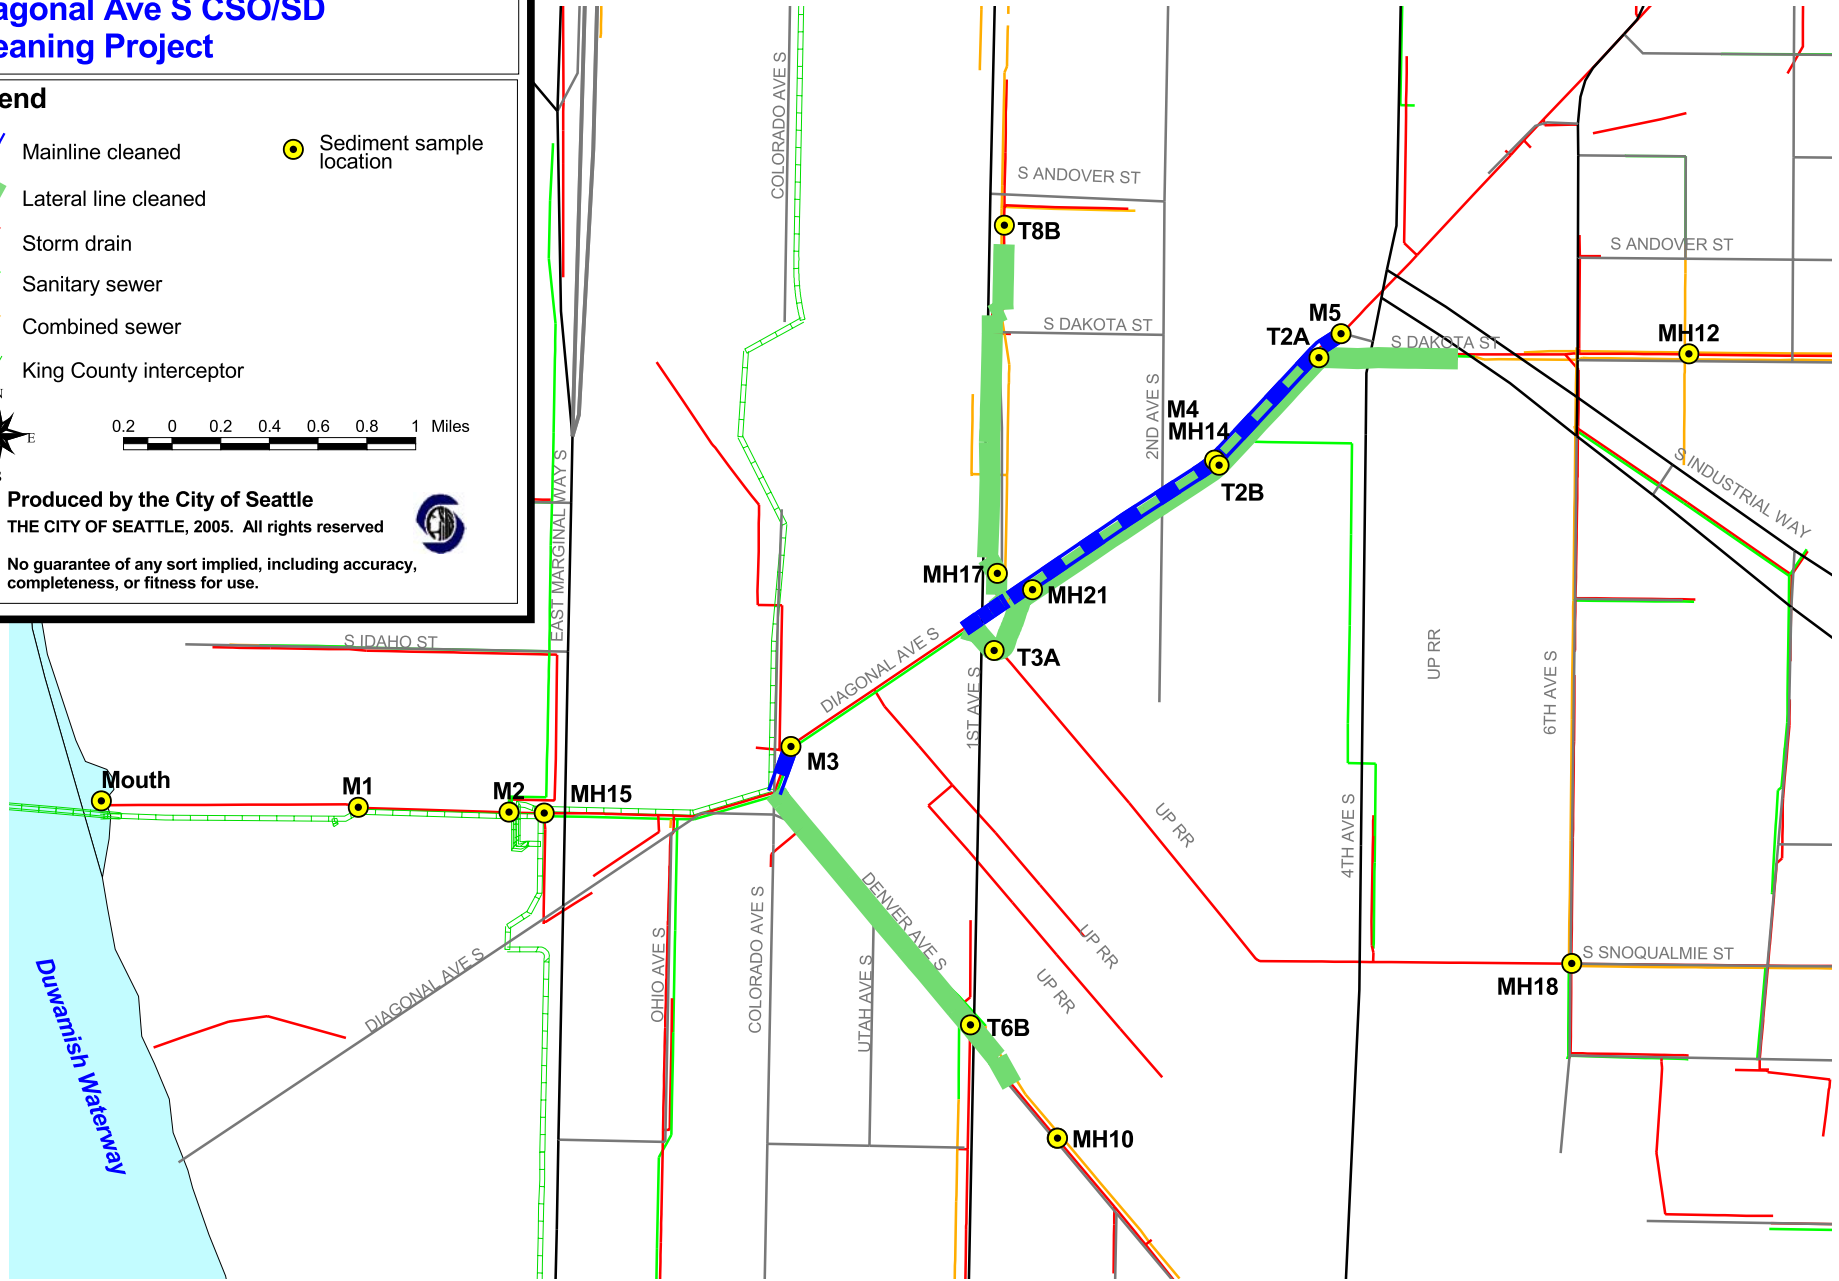 agonal Ave S CSO/SD
eaning Project
end
Mainline cleaned
Lateral line cleaned
Storm drain
Sanitary sewer
Combined sewer
King County interceptor
Sediment sample
location
N
E
S
0.2 0 0.2 0.4 0.6 0.8 1 Miles
Produced by the City of Seattle
THE CITY OF SEATTLE, 2005. All rights reserved
No guarantee of any sort implied, including accuracy,
completeness, or fitness for use.
COLORADO AVE S
S ANDOVER ST
T8B
S ANDOVER ST
S DAKOTA ST
M5
T2A
S DAKOTA ST
MH12
2ND AVE S
M4
MH14
T2B
S INDUSTRIAL WAY
EAST MARGINAL WAY S
MH17
MH21
S IDAHO ST
DIAGONAL AVE S
T3A
1ST AVE S
UP RR
6TH AVE S
M3
Mouth
M1
M2
MH15
UP RR
4TH AVE S
DENVER AVE S
COLORADO AVE S
OHIO AVE S
UTAH AVE S
UP RR
UP RR
DIAGONAL AVE S
S SNOQUALMIE ST
MH18
T6B
Duwamish Waterway
MH10